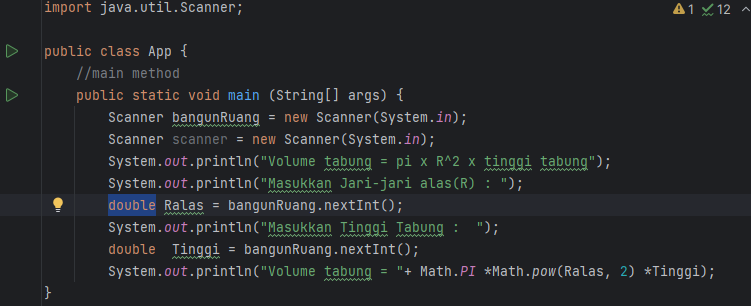 import java.util.Scanner;
1 12
public class App {
//main method
public static void main (String[] args) {
Scanner bangunRuang = new Scanner(System.in);
Scanner scanner = new Scanner(System.in);
System.out.println("Volume tabung = pi x R^2 x tinggi tabung");
System.out.println("Masukkan Jari-jari alas(R) : ");
double Ralas = bangunRuang.nextInt();
System.out.println("Masukkan Tinggi Tabung :  ");
double  Tinggi = bangunRuang.nextInt();
System.out.println("Volume tabung = "+ Math.PI *Math.pow(Ralas, 2) *Tinggi);
}